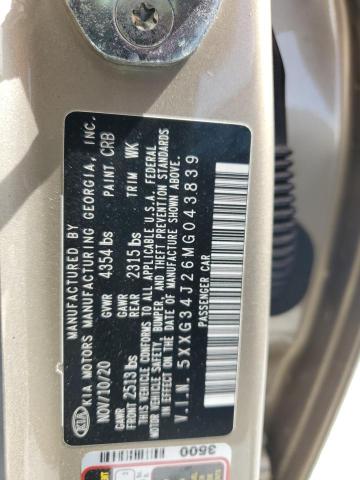 KIA
MANUFACTURED BY
KIA MOTORS MANUFACTURING GEORGIA, INC.
NOV/10/20 GVWR 4354 lbs PAINT CRB
GAWR FRONT 2513 lbs GAWR REAR 2315 lbs TRIM WK
THIS VEHICLE CONFORMS TO ALL APPLICABLE U.S.A. FEDERAL
MOTOR VEHICLE SAFETY, BUMPER, AND THEFT PREVENTION STANDARDS
IN EFFECT ON THE DATE OF MANUFACTURE SHOWN ABOVE.
V.I.N. 5XXG34J26MG043839
PASSENGER CAR
3500